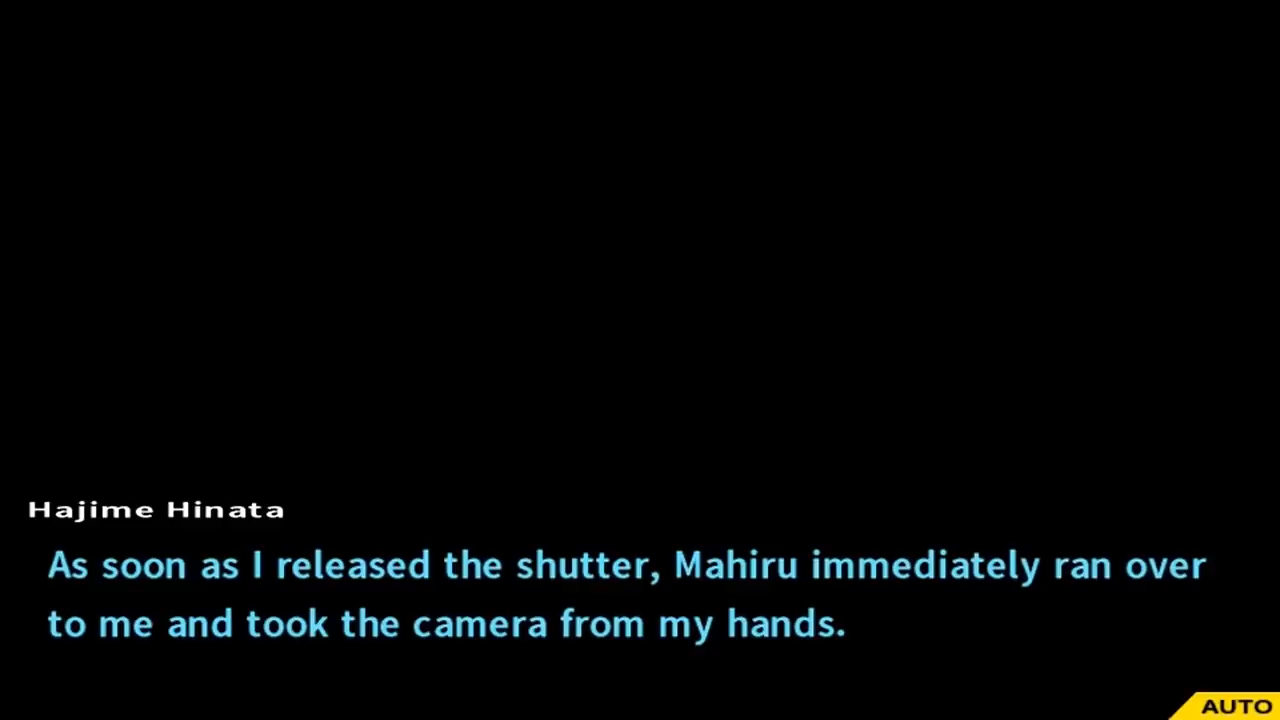 Hajime Hinata
As soon as I released the shutter, Mahiru immediately ran over
to me and took the camera from my hands.
AUTO